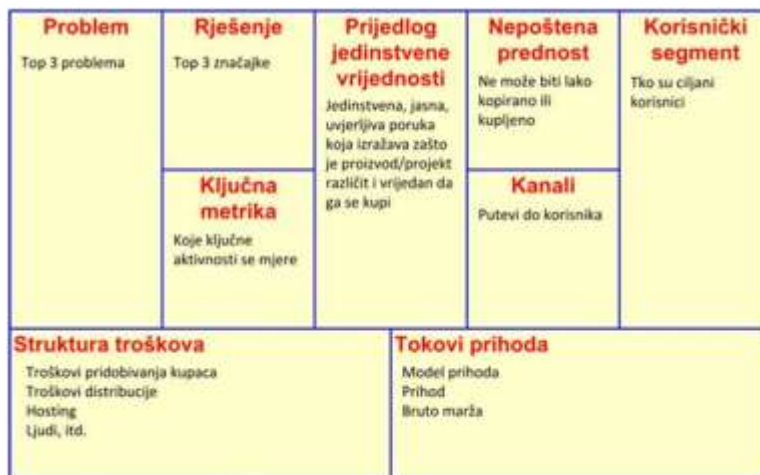 Problem
Top 3 problema
Rješenje
Top 3 značajke
Ključna
metrika
Koje ključne
aktivnosti se mjere
Prijedlog
jedinstvene
vrijednosti
Jedinstvena, jasna,
uvjerljiva poruka
koja izražava zašto
je proizvod/projekt
različit i vrijedan da
ga se kupi
Nepoštena
prednost
Ne može biti lako
kopirano ili
kupljeno
Kanali
Putevi do korisnika
Korisnički
segment
Tko su ciljani
korisnici
Struktura troškova
Troškovi pridobivanja kupaca
Troškovi distribucije
Hosting
Ljudi, itd.
Tokovi prihoda
Model prihoda
Prihod
Bruto marža